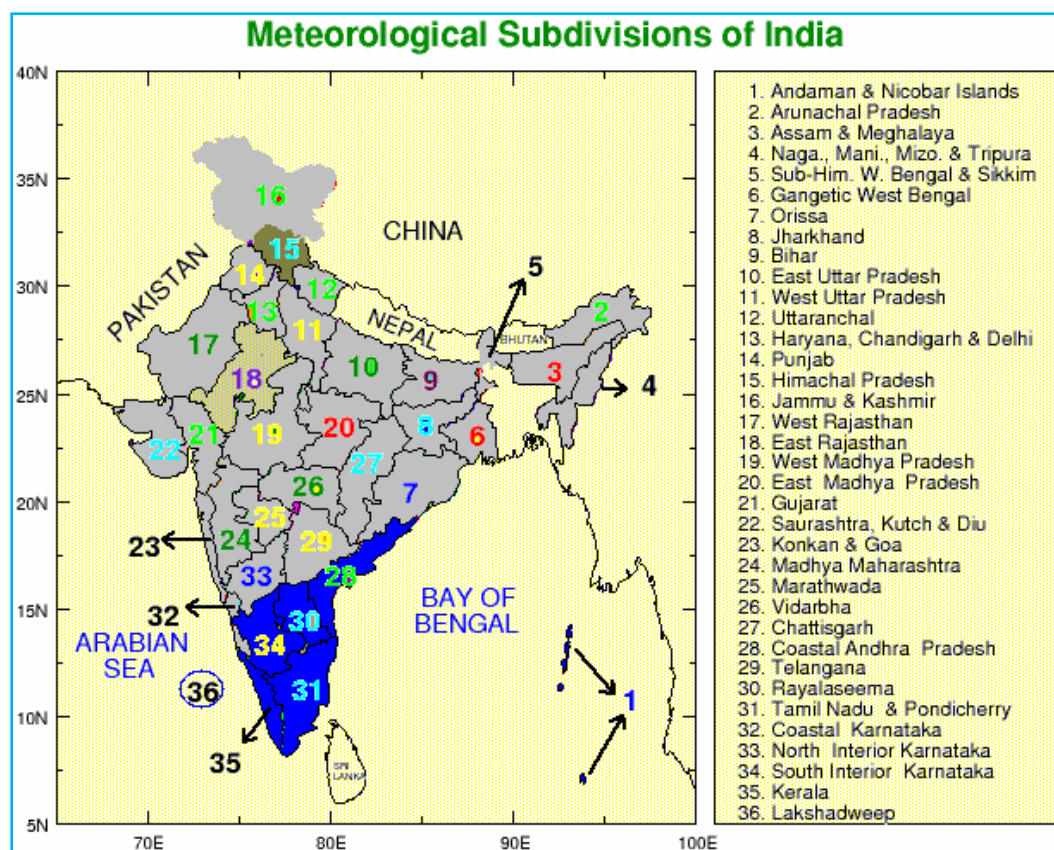 Meteorological Subdivisions of India
40N
35N
30N
25N
20N
15N
10N
5N
70E
80E
90E
100E
PAKISTAN
CHINA
NEPAL
BHUTAN
ARABIAN
SEA
BAY OF
BENGAL
SRI
LANKA
16
15
14
12
13
11
17
18
10
9
5
2
3
4
21
22
19
20
8
6
27
26
7
25
24
23
29
33
28
32
30
34
31
36
35
1
1. Andaman & Nicobar Islands
2. Arunachal Pradesh
3. Assam & Meghalaya
4. Naga., Mani., Mizo. & Tripura
5. Sub-Him. W. Bengal & Sikkim
6. Gangetic West Bengal
7. Orissa
8. Jharkhand
9. Bihar
10. East Uttar Pradesh
11. West Uttar Pradesh
12. Uttaranchal
13. Haryana, Chandigarh & Delhi
14. Punjab
15. Himachal Pradesh
16. Jammu & Kashmir
17. West Rajasthan
18. East Rajasthan
19. West Madhya Pradesh
20. East Madhya Pradesh
21. Gujarat
22. Saurashtra, Kutch & Diu
23. Konkan & Goa
24. Madhya Maharashtra
25. Marathwada
26. Vidarbha
27. Chattisgarh
28. Coastal Andhra Pradesh
29. Telangana
30. Rayalaseema
31. Tamil Nadu & Pondicherry
32. Coastal Karnataka
33. North Interior Karnataka
34. South Interior Karnataka
35. Kerala
36. Lakshadweep